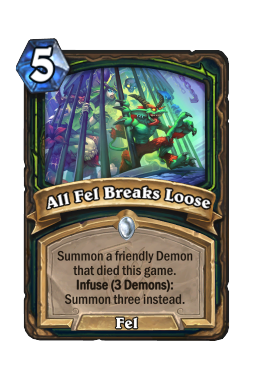 5
All Fel Breaks Loose
Summon a friendly Demon
that died this game.
Infuse (3 Demons):
Summon three instead.
Fel